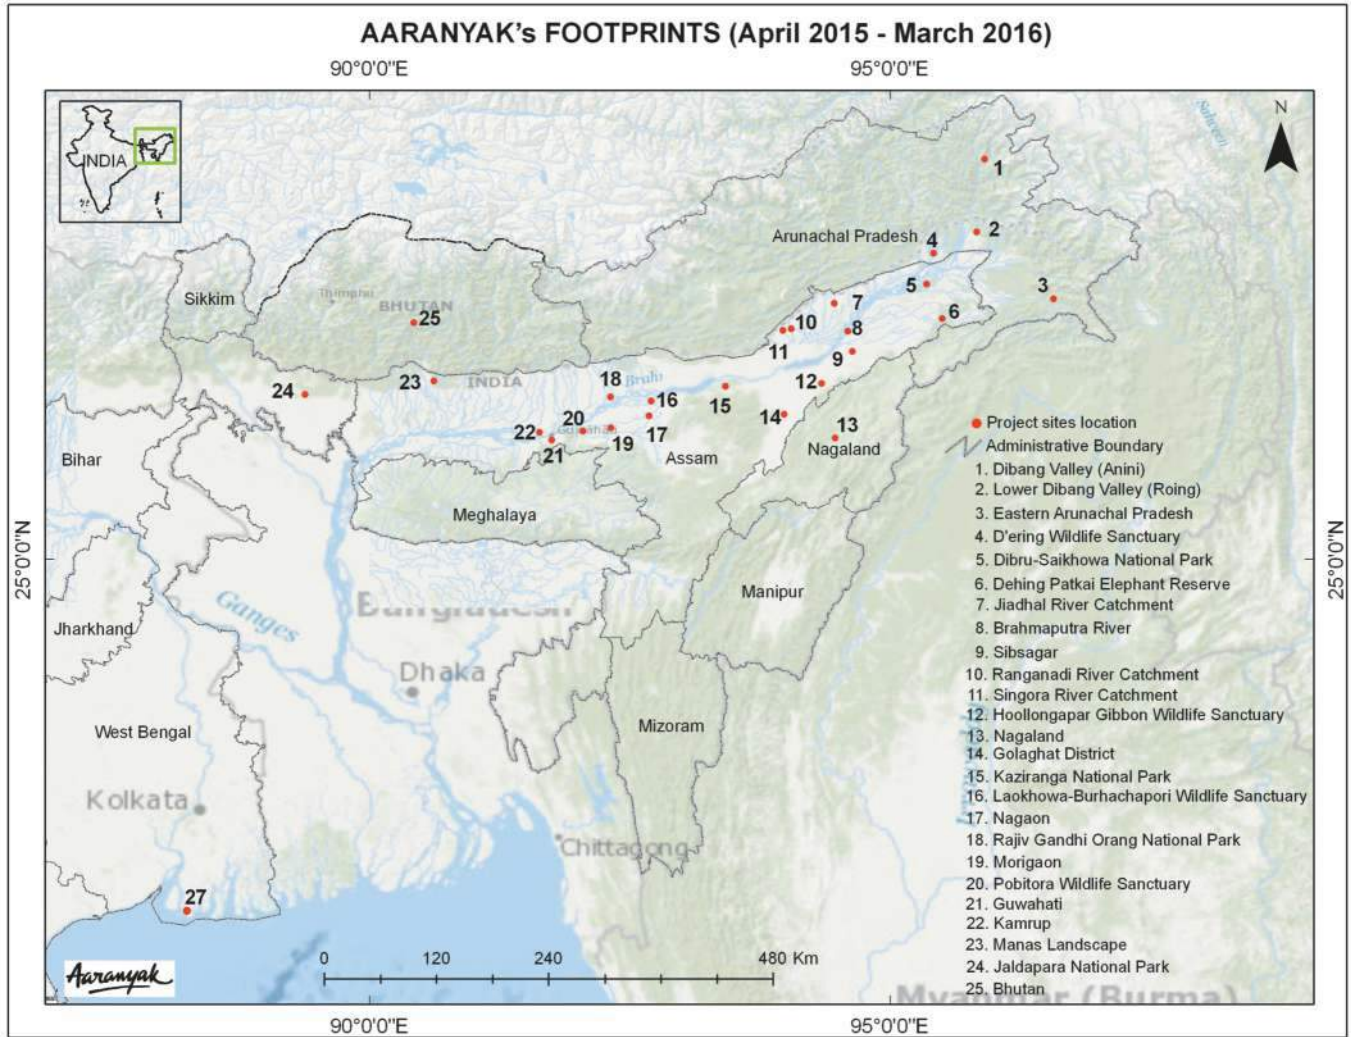 AARANYAK's FOOTPRINTS (April 2015 - March 2016)
90°0'0"E
95°0'0"E
INDIA
N
1
Arunachal Pradesh
4
2
Sikkim
Thimphu
BHUTAN
25
5
3
7
6
10
8
11
9
24
23
INDIA
18
Brahi
12
16
15
14
20
22
17
13
19
21
Assam
Nagaland
Bihar
Meghalaya
25°0'0"N
25°0'0"N
Manipur
Bangladesh
Ganges
Jharkhand
Dhaka
Mizoram
West Bengal
Kolkata
Chittagong
27
Project sites location
Administrative Boundary
1. Dibang Valley (Anini)
2. Lower Dibang Valley (Roing)
3. Eastern Arunachal Pradesh
4. D'ering Wildlife Sanctuary
5. Dibru-Saikhowa National Park
6. Dehing Patkai Elephant Reserve
7. Jiadhal River Catchment
8. Brahmaputra River
9. Sibsagar
10. Ranganadi River Catchment
11. Singora River Catchment
12. Hoollongapar Gibbon Wildlife Sanctuary
13. Nagaland
14. Golaghat District
15. Kaziranga National Park
16. Laokhowa-Burhachapori Wildlife Sanctuary
17. Nagaon
18. Rajiv Gandhi Orang National Park
19. Morigaon
20. Pobitora Wildlife Sanctuary
21. Guwahati
22. Kamrup
23. Manas Landscape
24. Jaldapara National Park
25. Bhutan
Aaranyak
0 120 240 480 Km
Myanmar (Burma)
90°0'0"E
95°0'0"E